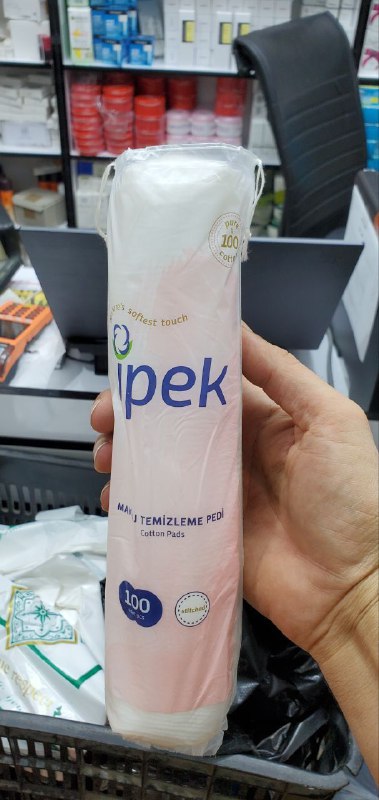 pure
100
cotton
softest touch
ipek
TEMİZLEME PEDİ
Cotton Pads
100
stitched